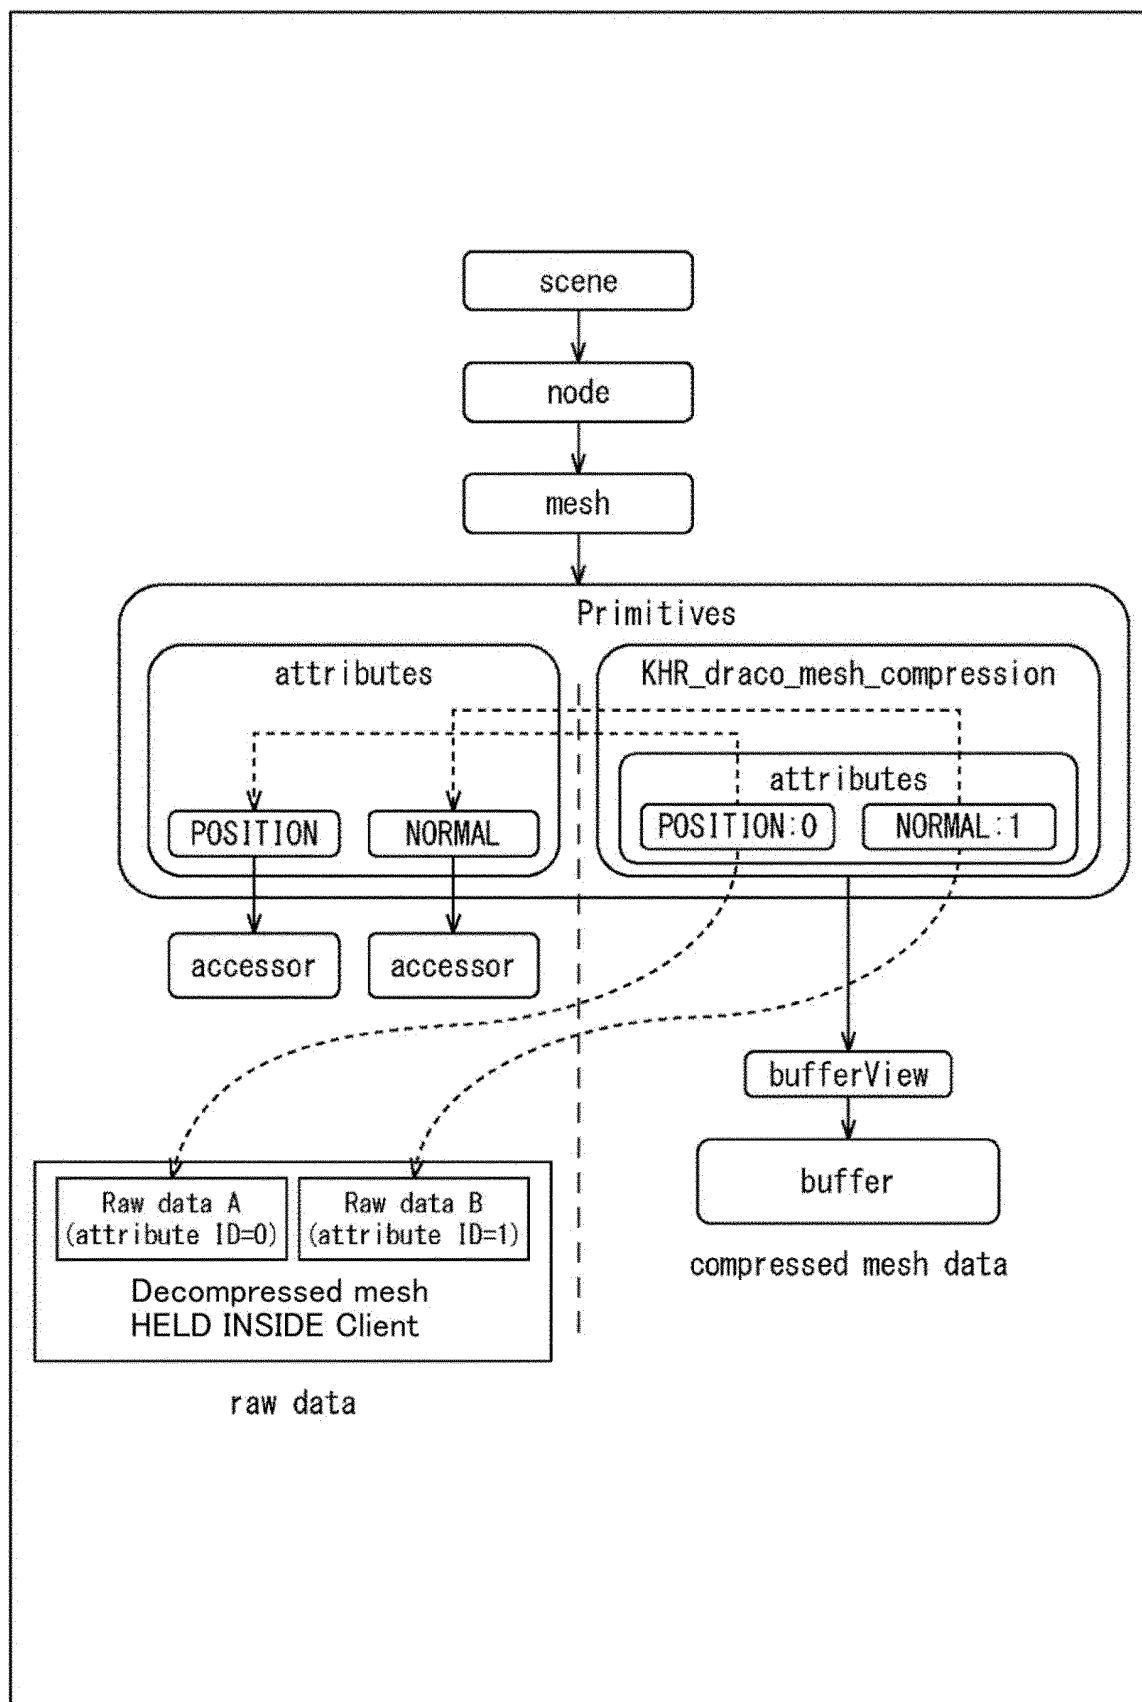 scene
node
mesh
Primitives
attributes
KHR_draco_mesh_compression
attributes
POSITION
NORMAL
POSITION:0
NORMAL:1
accessor
accessor
bufferView
buffer
compressed mesh data
Raw data A
(attribute ID=0)
Raw data B
(attribute ID=1)
Decompressed mesh
HELD INSIDE Client
raw data